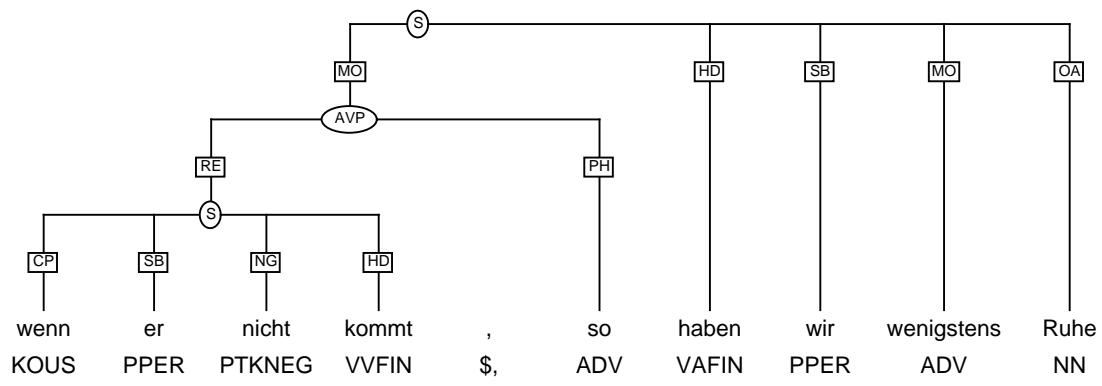 S
MO HD SB MO OA
AVP
RE PH
S
CP SB NG HD
wenn er nicht kommt , so haben wir wenigstens Ruhe
KOUS PPER PTKNEG VVFIN $, ADV VAFIN PPER ADV NN